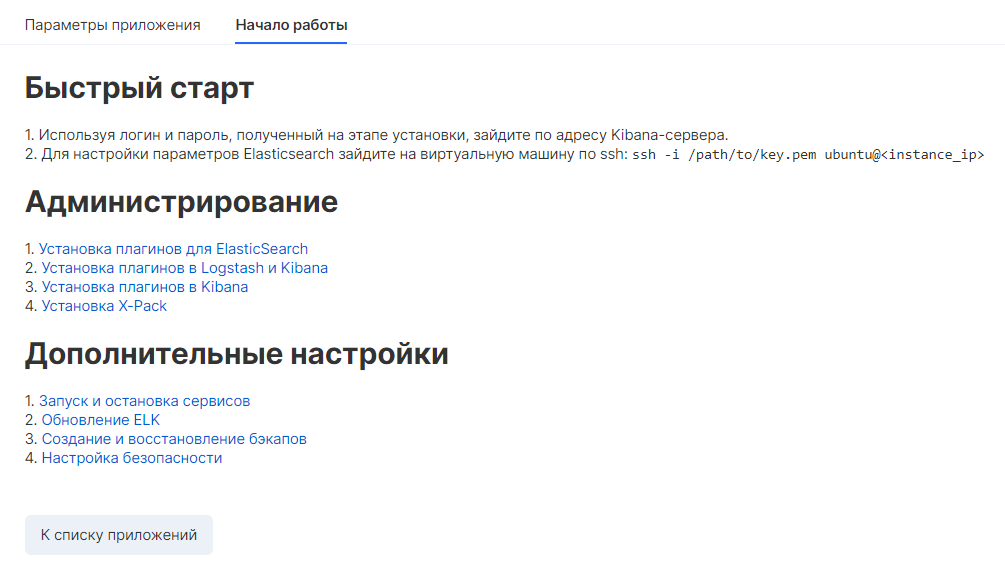 Параметры приложения
Начало работы
Быстрый старт
1. Используя логин и пароль, полученный на этапе установки, зайдите по адресу Kibana-сервера.
2. Для настройки параметров Elasticsearch зайдите на виртуальную машину по ssh: ssh -i /path/to/key.pem ubuntu@<instance_ip>
Администрирование
1. Установка плагинов для ElasticSearch
2. Установка плагинов в Logstash и Kibana
3. Установка плагинов в Kibana
4. Установка X-Pack
Дополнительные настройки
1. Запуск и остановка сервисов
2. Обновление ELK
3. Создание и восстановление бэкапов
4. Настройка безопасности
К списку приложений